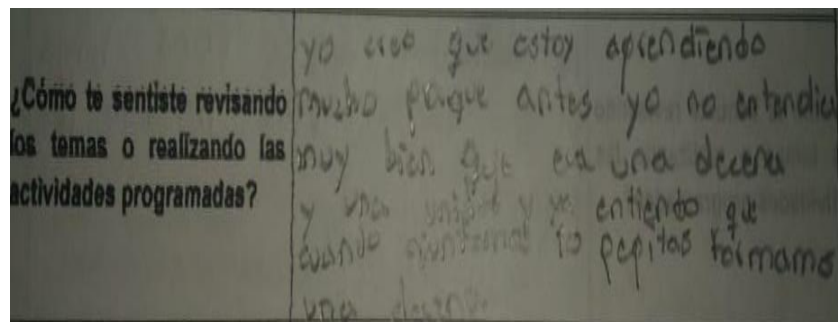 ¿Cómo te sentiste revisando
los temas o realizando las
actividades programadas?
yo creo que estoy aprendiendo
mucho porque antes yo no entendia
muy bien que era una decena
y una unidad y ya entiendo que
cuando juntamos 10 pepitas formamos
una decena.